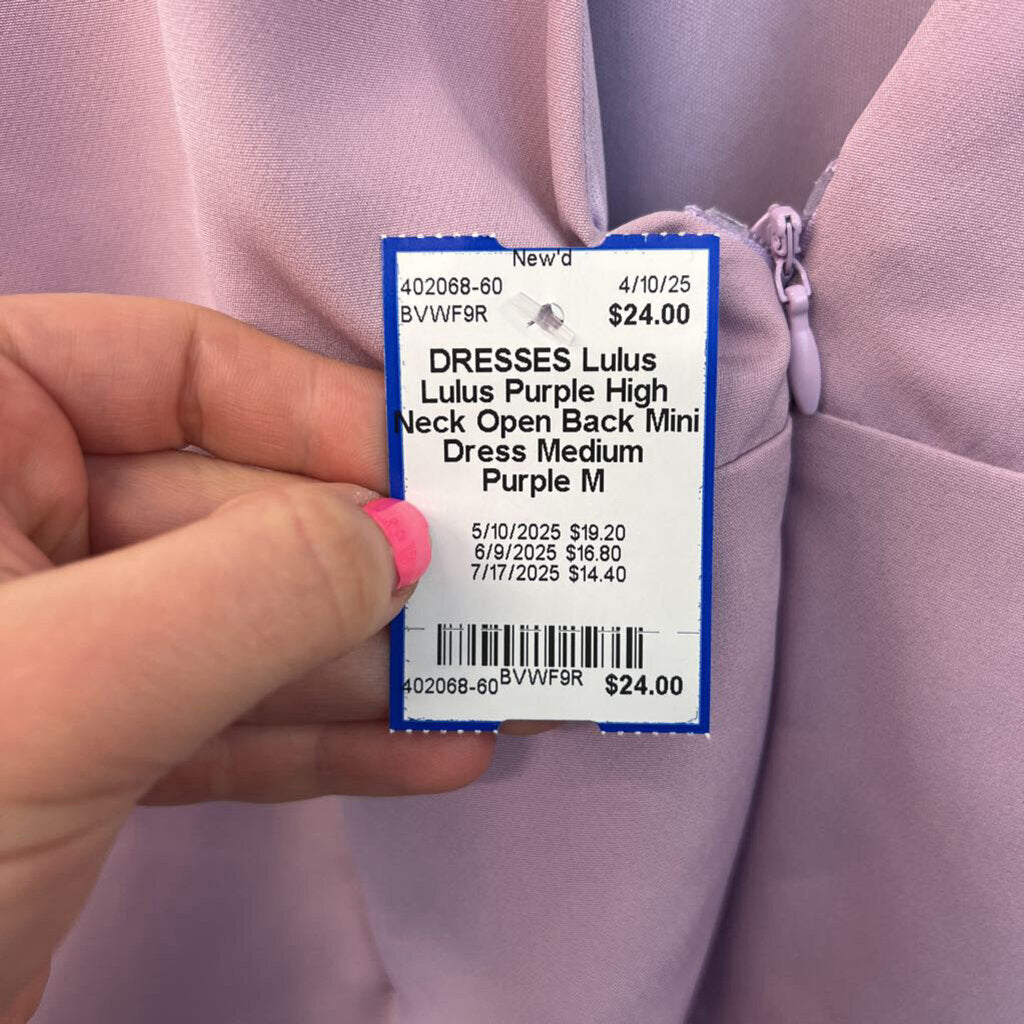 New'd
402068-60 4/10/25
BVWF9R $24.00
DRESSES Lulus
Lulus Purple High
Neck Open Back Mini
Dress Medium
Purple M
5/10/2025 $19.20
6/9/2025 $16.80
7/17/2025 $14.40
402068-60 BVWF9R $24.00